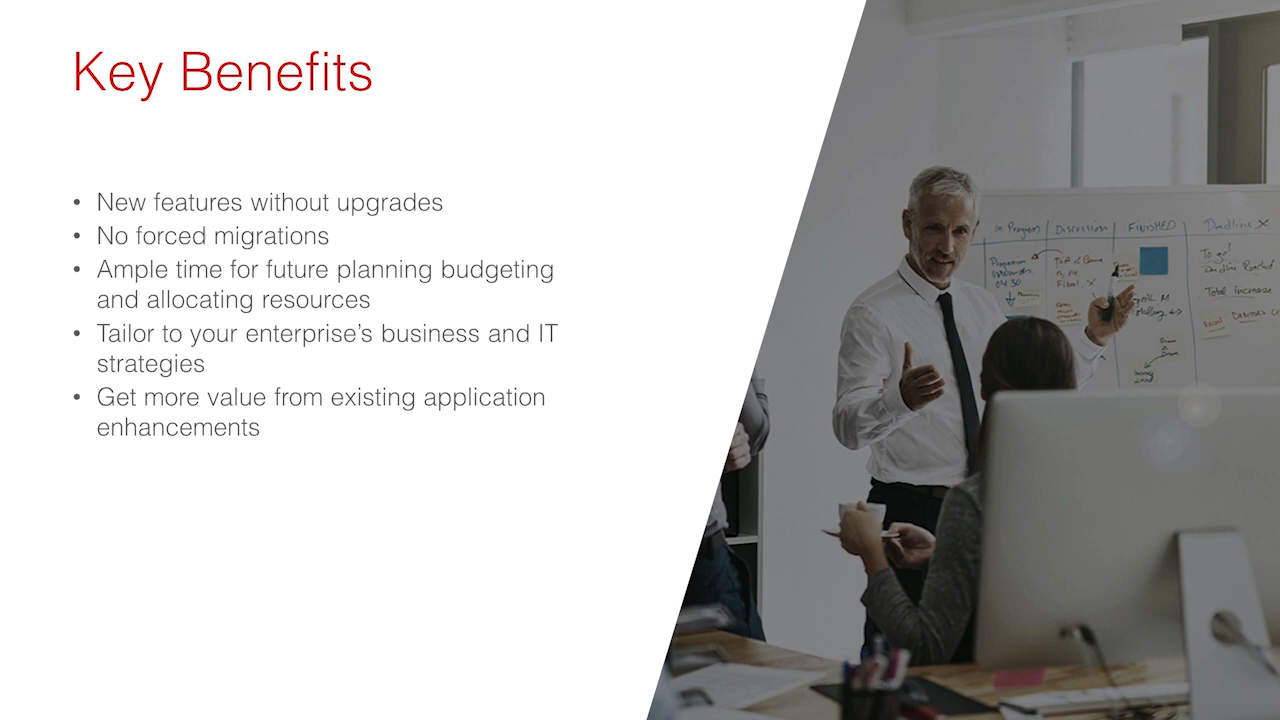 Key Benefits
• New features without upgrades
• No forced migrations
• Ample time for future planning budgeting
and allocating resources
• Tailor to your enterprise’s business and IT
strategies
• Get more value from existing application
enhancements
In Progress
Discussion
FINISHED
Deadline X
To go!
Total increase